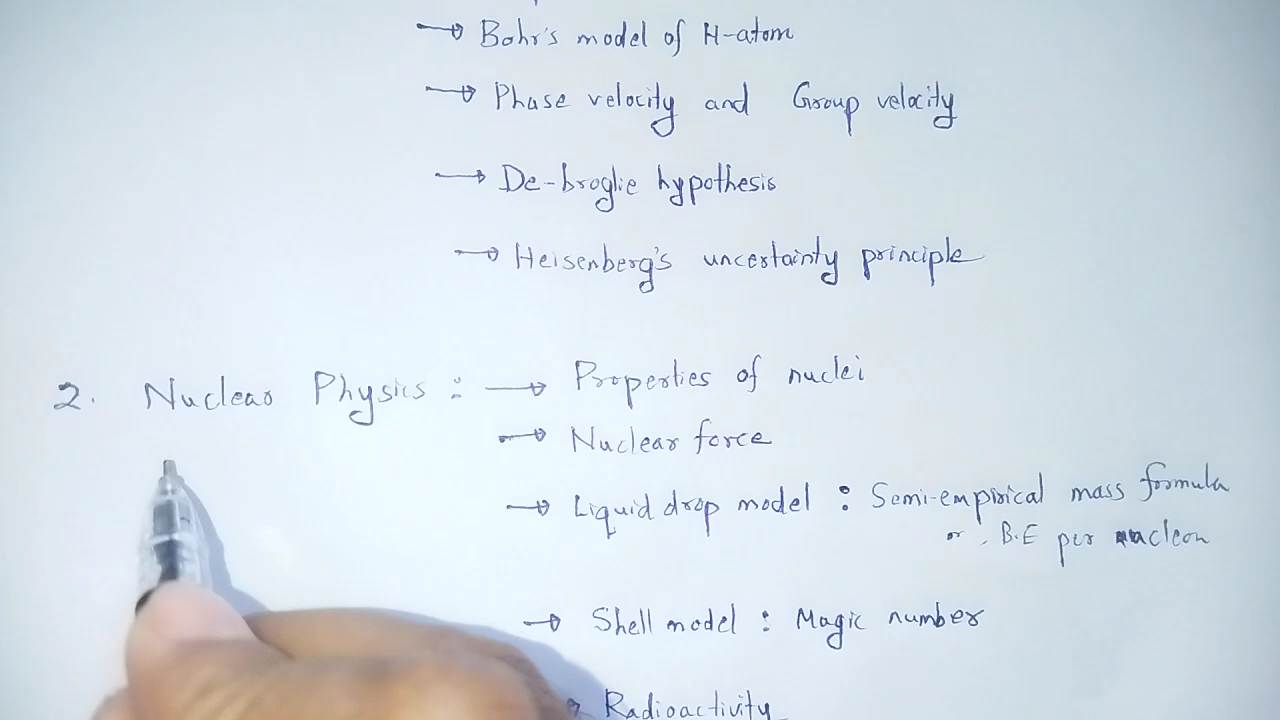 → Bohr's model of H-atom
→ Phase velocity and Group velocity
→ De-broglie hypothesis
→ Heisenberg's uncertainty principle
2. Nuclear Physics : → Properties of nuclei
→ Nuclear force
→ Liquid drop model : Semi-empirical mass formula
or, B.E per nucleon
→ Shell model : Magic number
→ Radioactivity